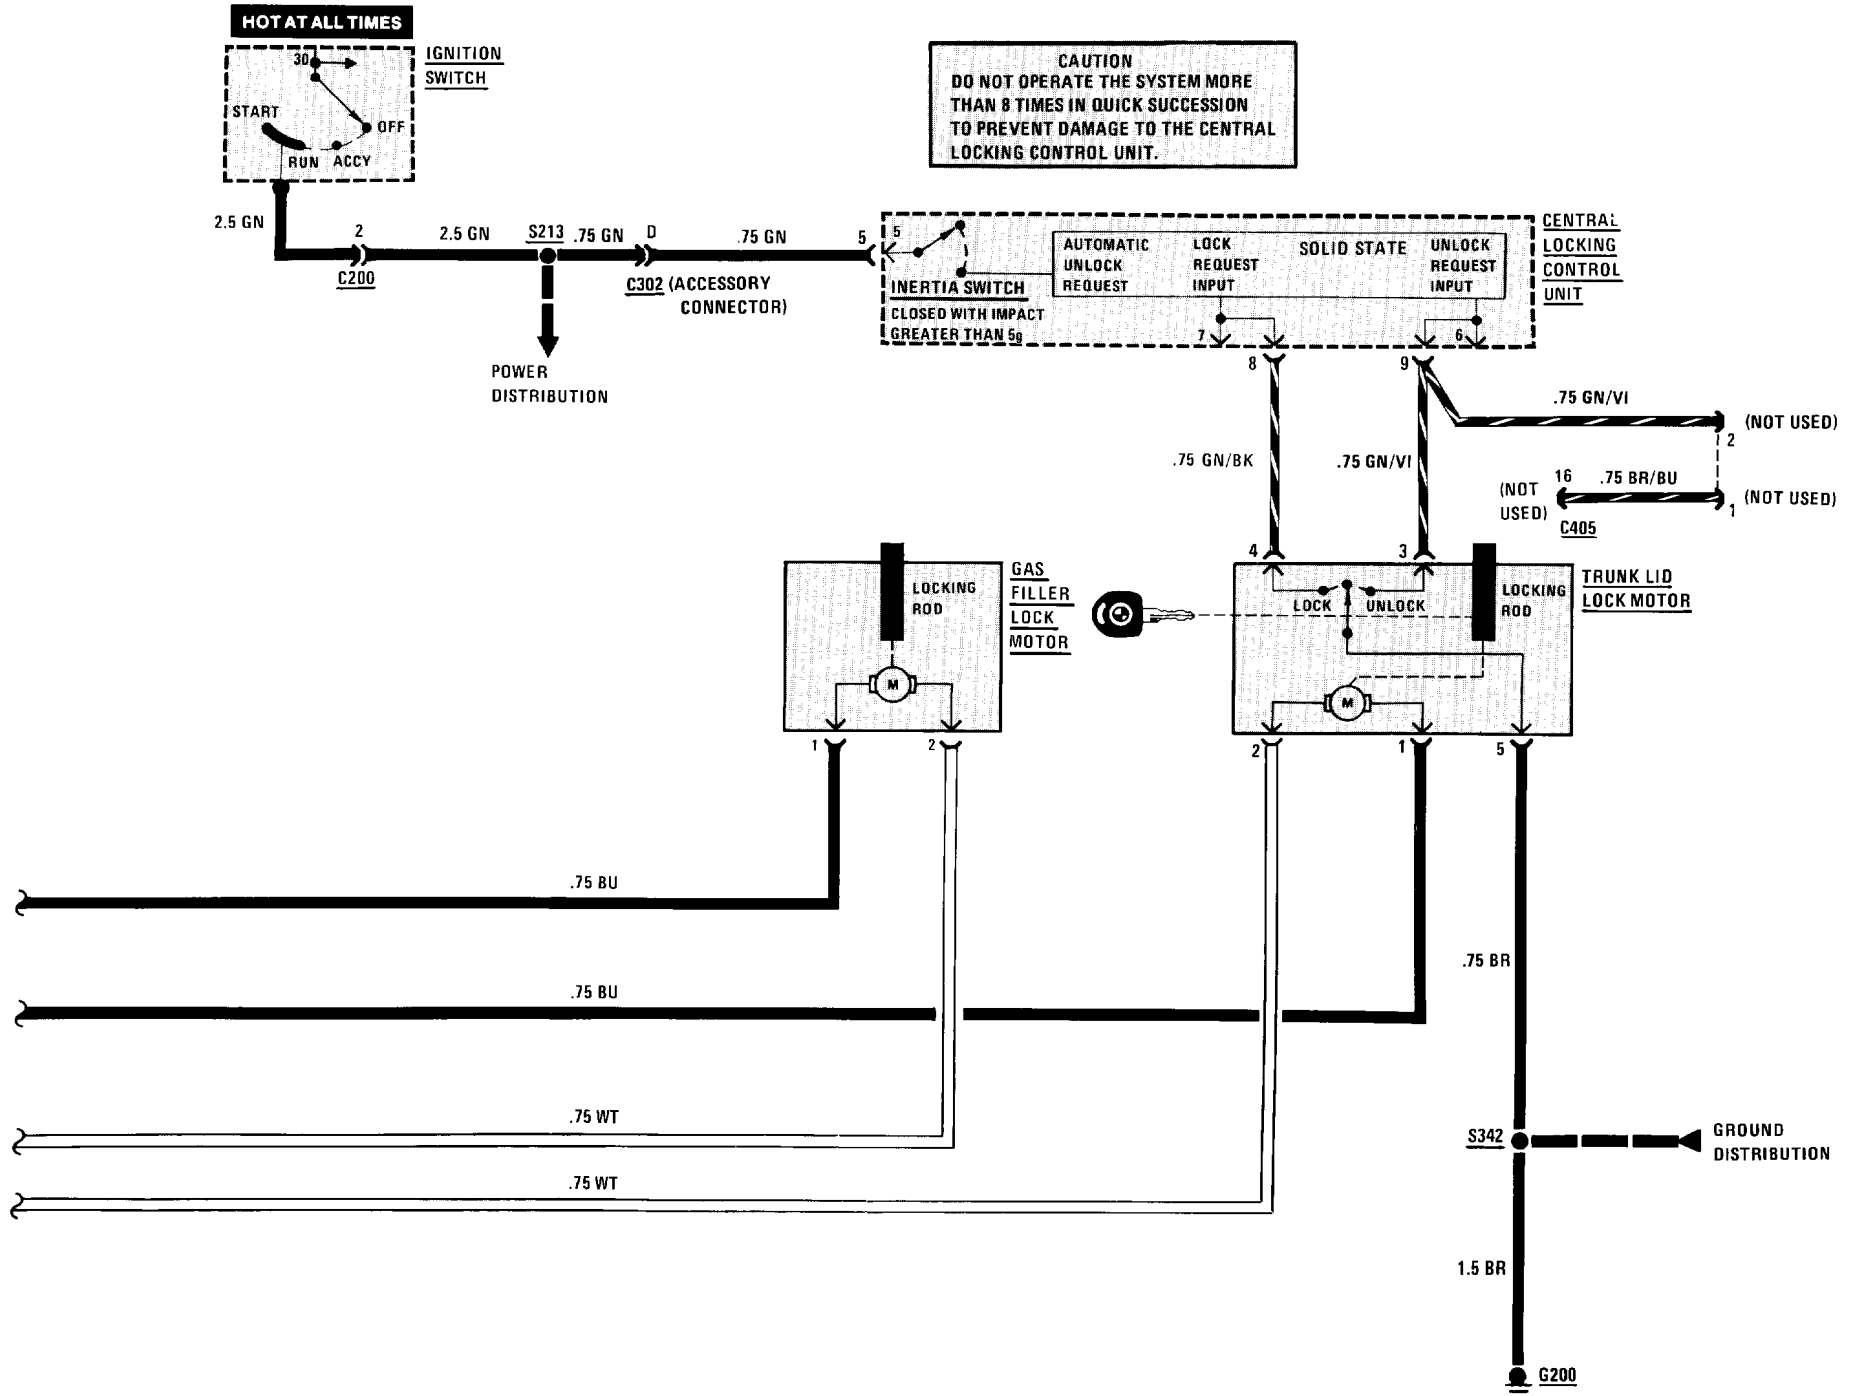 HOT AT ALL TIMES
30
IGNITION
SWITCH
START
OFF
RUN
ACCY
CAUTION
DO NOT OPERATE THE SYSTEM MORE
THAN 8 TIMES IN QUICK SUCCESSION
TO PREVENT DAMAGE TO THE CENTRAL
LOCKING CONTROL UNIT.
2.5 GN
2
C200
2.5 GN
S213
.75 GN
D
C302 (ACCESSORY
CONNECTOR)
.75 GN
5
5
POWER
DISTRIBUTION
INERTIA SWITCH
CLOSED WITH IMPACT
GREATER THAN 5g
AUTOMATIC
UNLOCK
REQUEST
LOCK
REQUEST
INPUT
SOLID STATE
UNLOCK
REQUEST
INPUT
CENTRAL
LOCKING
CONTROL
UNIT
7
6
8
9
.75 GN/VI
(NOT USED)
2
.75 GN/BK
.75 GN/VI
(NOT
USED)
16
.75 BR/BU
(NOT USED)
1
C405
4
3
LOCKING
ROD
M
GAS
FILLER
LOCK
MOTOR
LOCK
UNLOCK
LOCKING
ROD
M
TRUNK LID
LOCK MOTOR
1
2
2
1
5
.75 BU
.75 BU
.75 BR
.75 WT
.75 WT
S342
GROUND
DISTRIBUTION
1.5 BR
G200